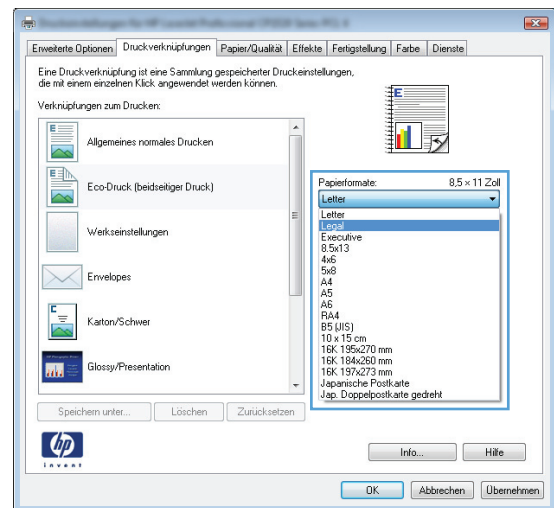 Erweiterte Optionen Druckverknüpfungen Papier/Qualität Effekte Fertigstellung Farbe Dienste
Eine Druckverknüpfung ist eine Sammlung gespeicherter Druckeinstellungen,
die mit einem einzelnen Klick angewendet werden können.
Verknüpfungen zum Drucken:
Allgemeines normales Drucken
Eco-Druck (beidseitiger Druck)
Werkseinstellungen
Envelopes
Karton/Schwer
Glossy/Presentation
Speichern unter... Löschen Zurücksetzen
E
Papierformate: 8,5 × 11 Zoll
Letter
Letter
Legal
Executive
8.5x13
4x6
5x8
A4
A5
A6
RA4
B5 (JIS)
10 x 15 cm
16K 195x270 mm
16K 184x260 mm
16K 197x273 mm
Japanische Postkarte
Jap. Doppelpostkarte gedreht
hp
invent
Info... Hilfe
OK Abbrechen Übernehmen